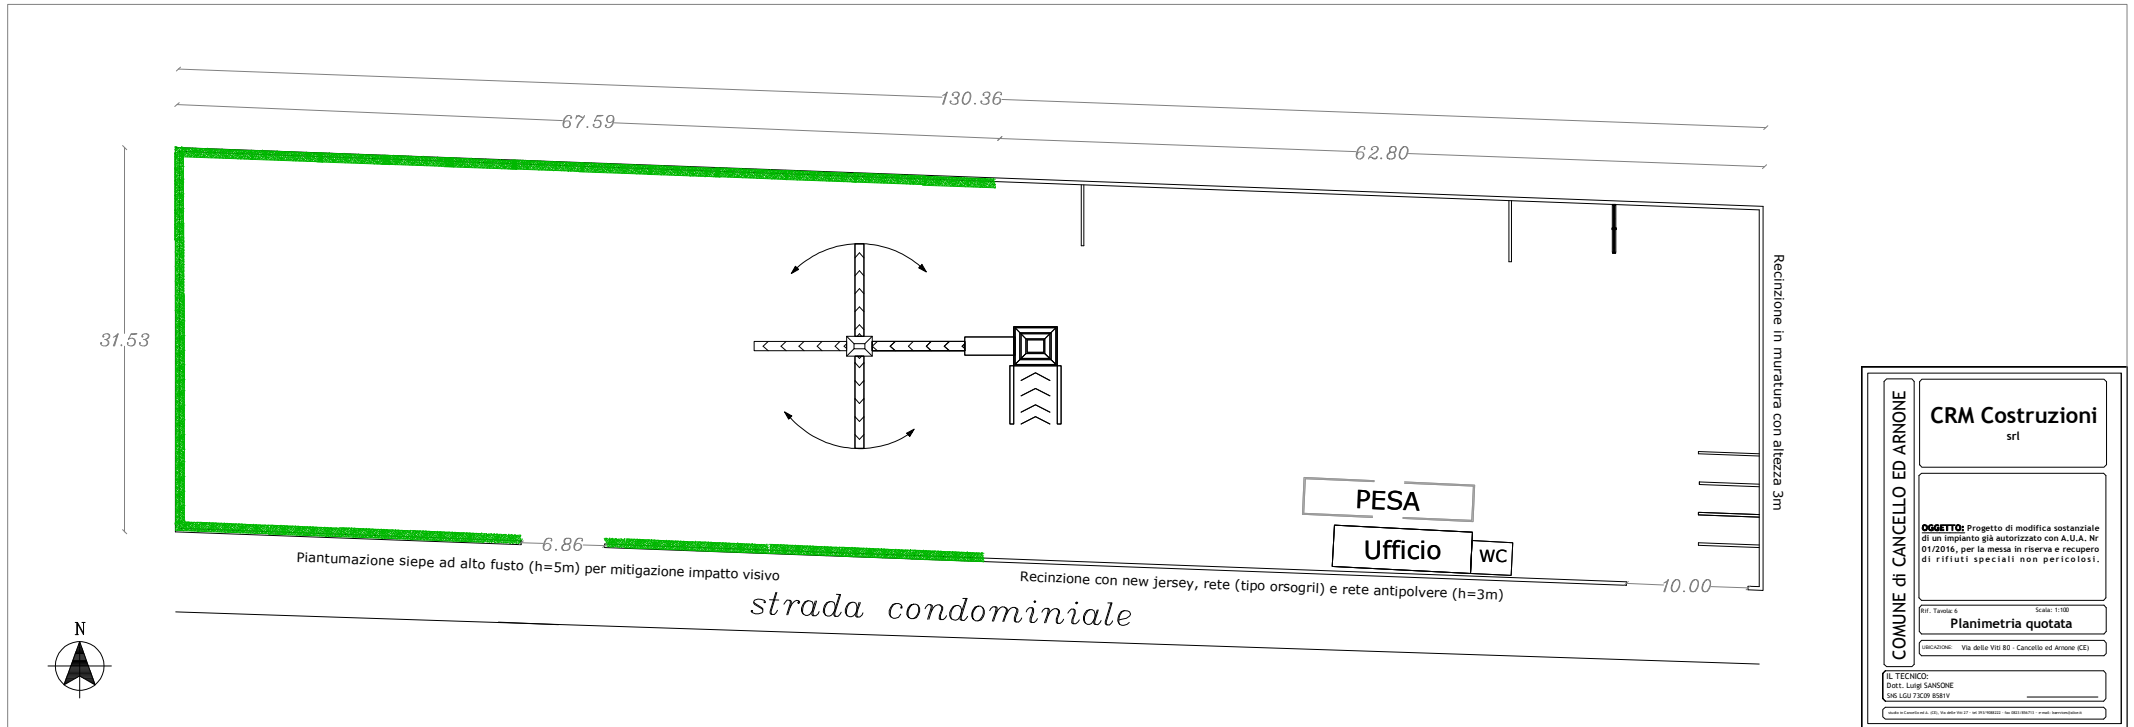 130.36
67.59
62.80
31.53
Recinzione in muratura con altezza 3m
PESA
Ufficio
WC
6.86
10.00
Piantumazione siepe ad alto fusto (h=5m) per mitigazione impatto visivo
Recinzione con new jersey, rete (tipo orsogril) e rete antipolvere (h=3m)
strada condominiale
N
COMUNE di CANCELLO ED ARNONE
CRM Costruzioni
srl
OGGETTO: Progetto di modifica sostanziale
di un impianto già autorizzato con A.U.A. Nr
01/2016, per la messa in riserva e recupero
di rifiuti speciali non pericolosi.
Rif. Tavola: 6 Scala: 1:100
Planimetria quotata
UBICAZIONE: Via delle Viti 80 - Cancello ed Arnone (CE)
IL TECNICO:
Dott. Luigi SANSONE
SNS LGU 73C09 B581V